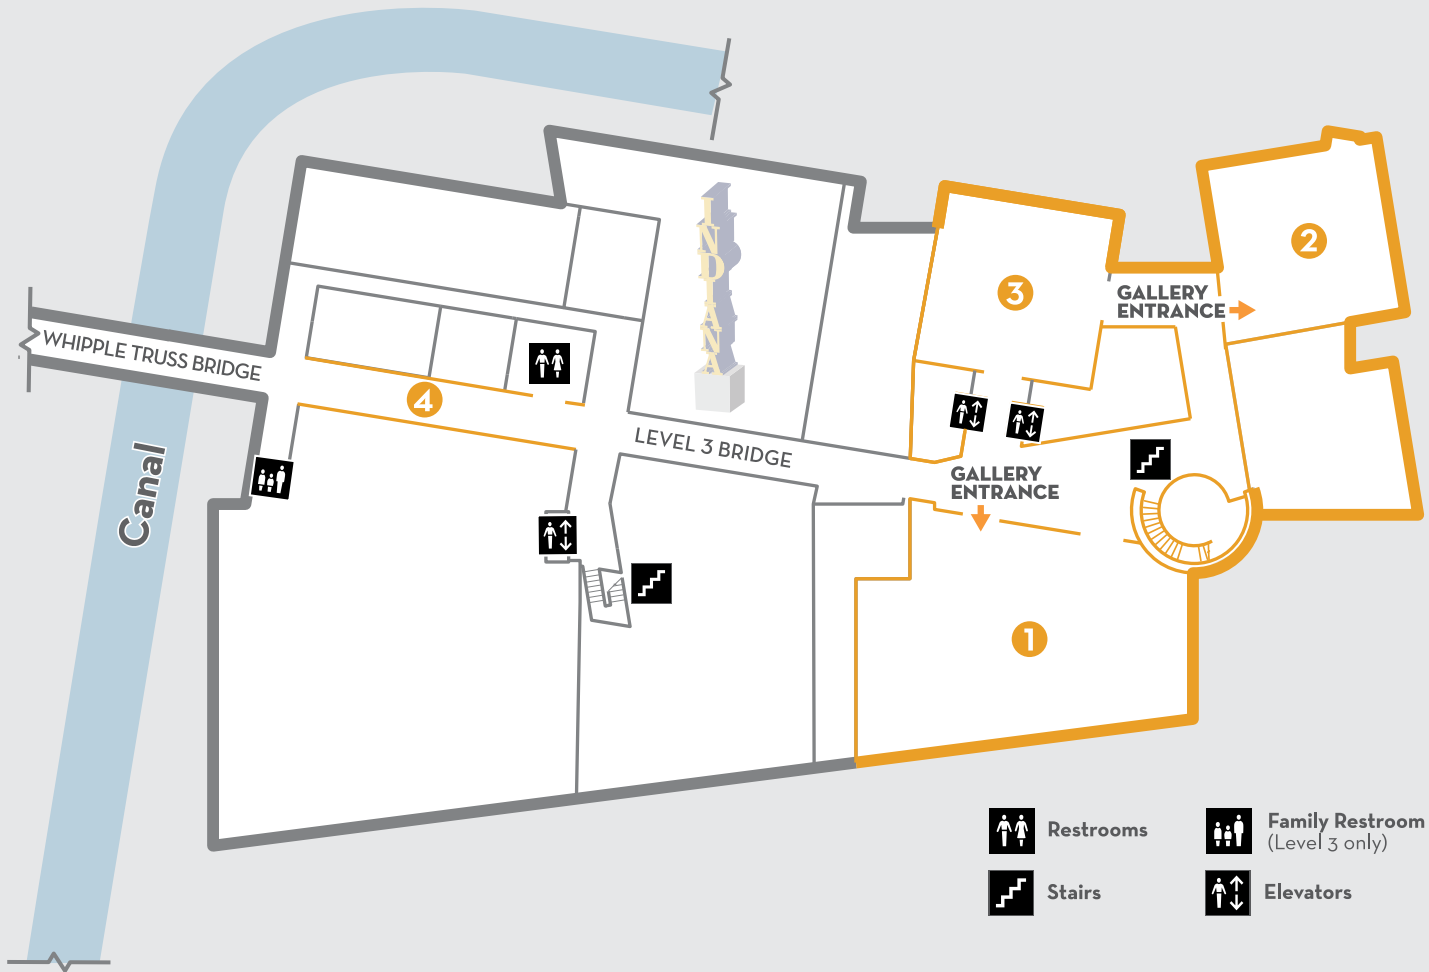 INDIANA
2
3
GALLERY
ENTRANCE
WHIPPLE TRUSS BRIDGE
4
LEVEL 3 BRIDGE
GALLERY
ENTRANCE
Canal
1
Restrooms
Family Restroom
(Level 3 only)
Stairs
Elevators